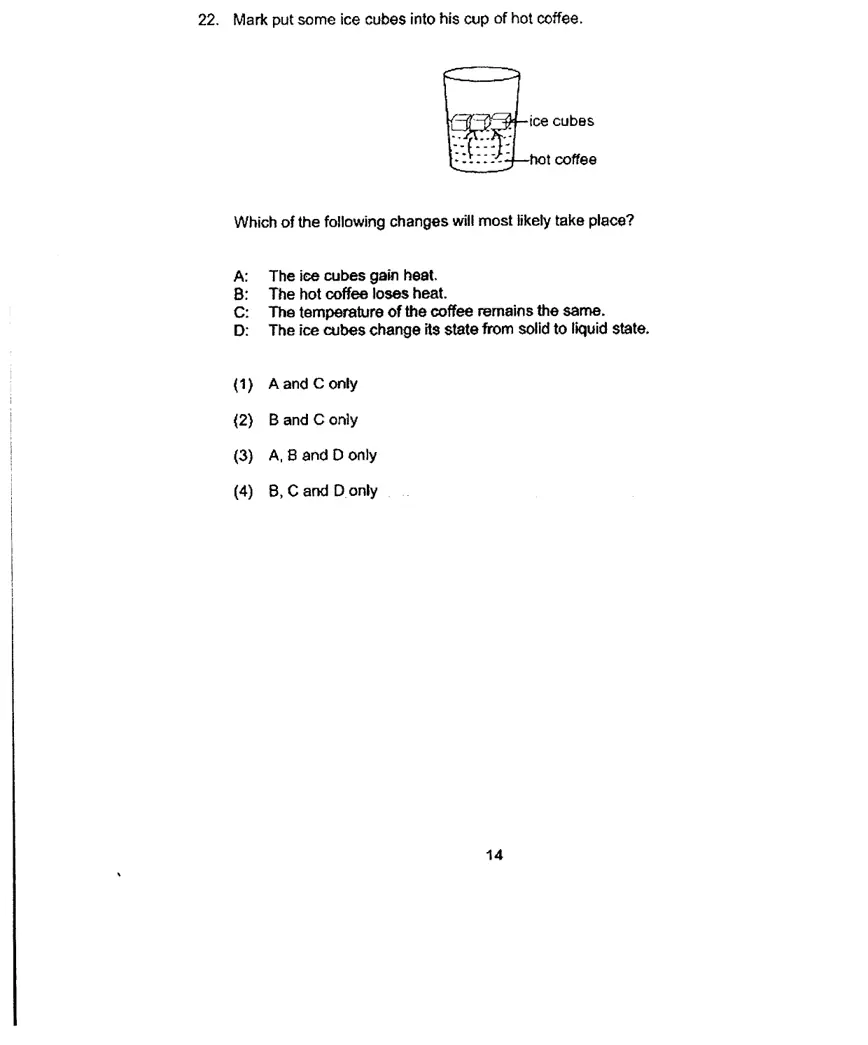 22. Mark put some ice cubes into his cup of hot coffee.
ice cubes
hot coffee
Which of the following changes will most likely take place?
A: The ice cubes gain heat.
B: The hot coffee loses heat.
C: The temperature of the coffee remains the same.
D: The ice cubes change its state from solid to liquid state.
(1) A and C only
(2) B and C only
(3) A, B and D only
(4) B, C and D only
14